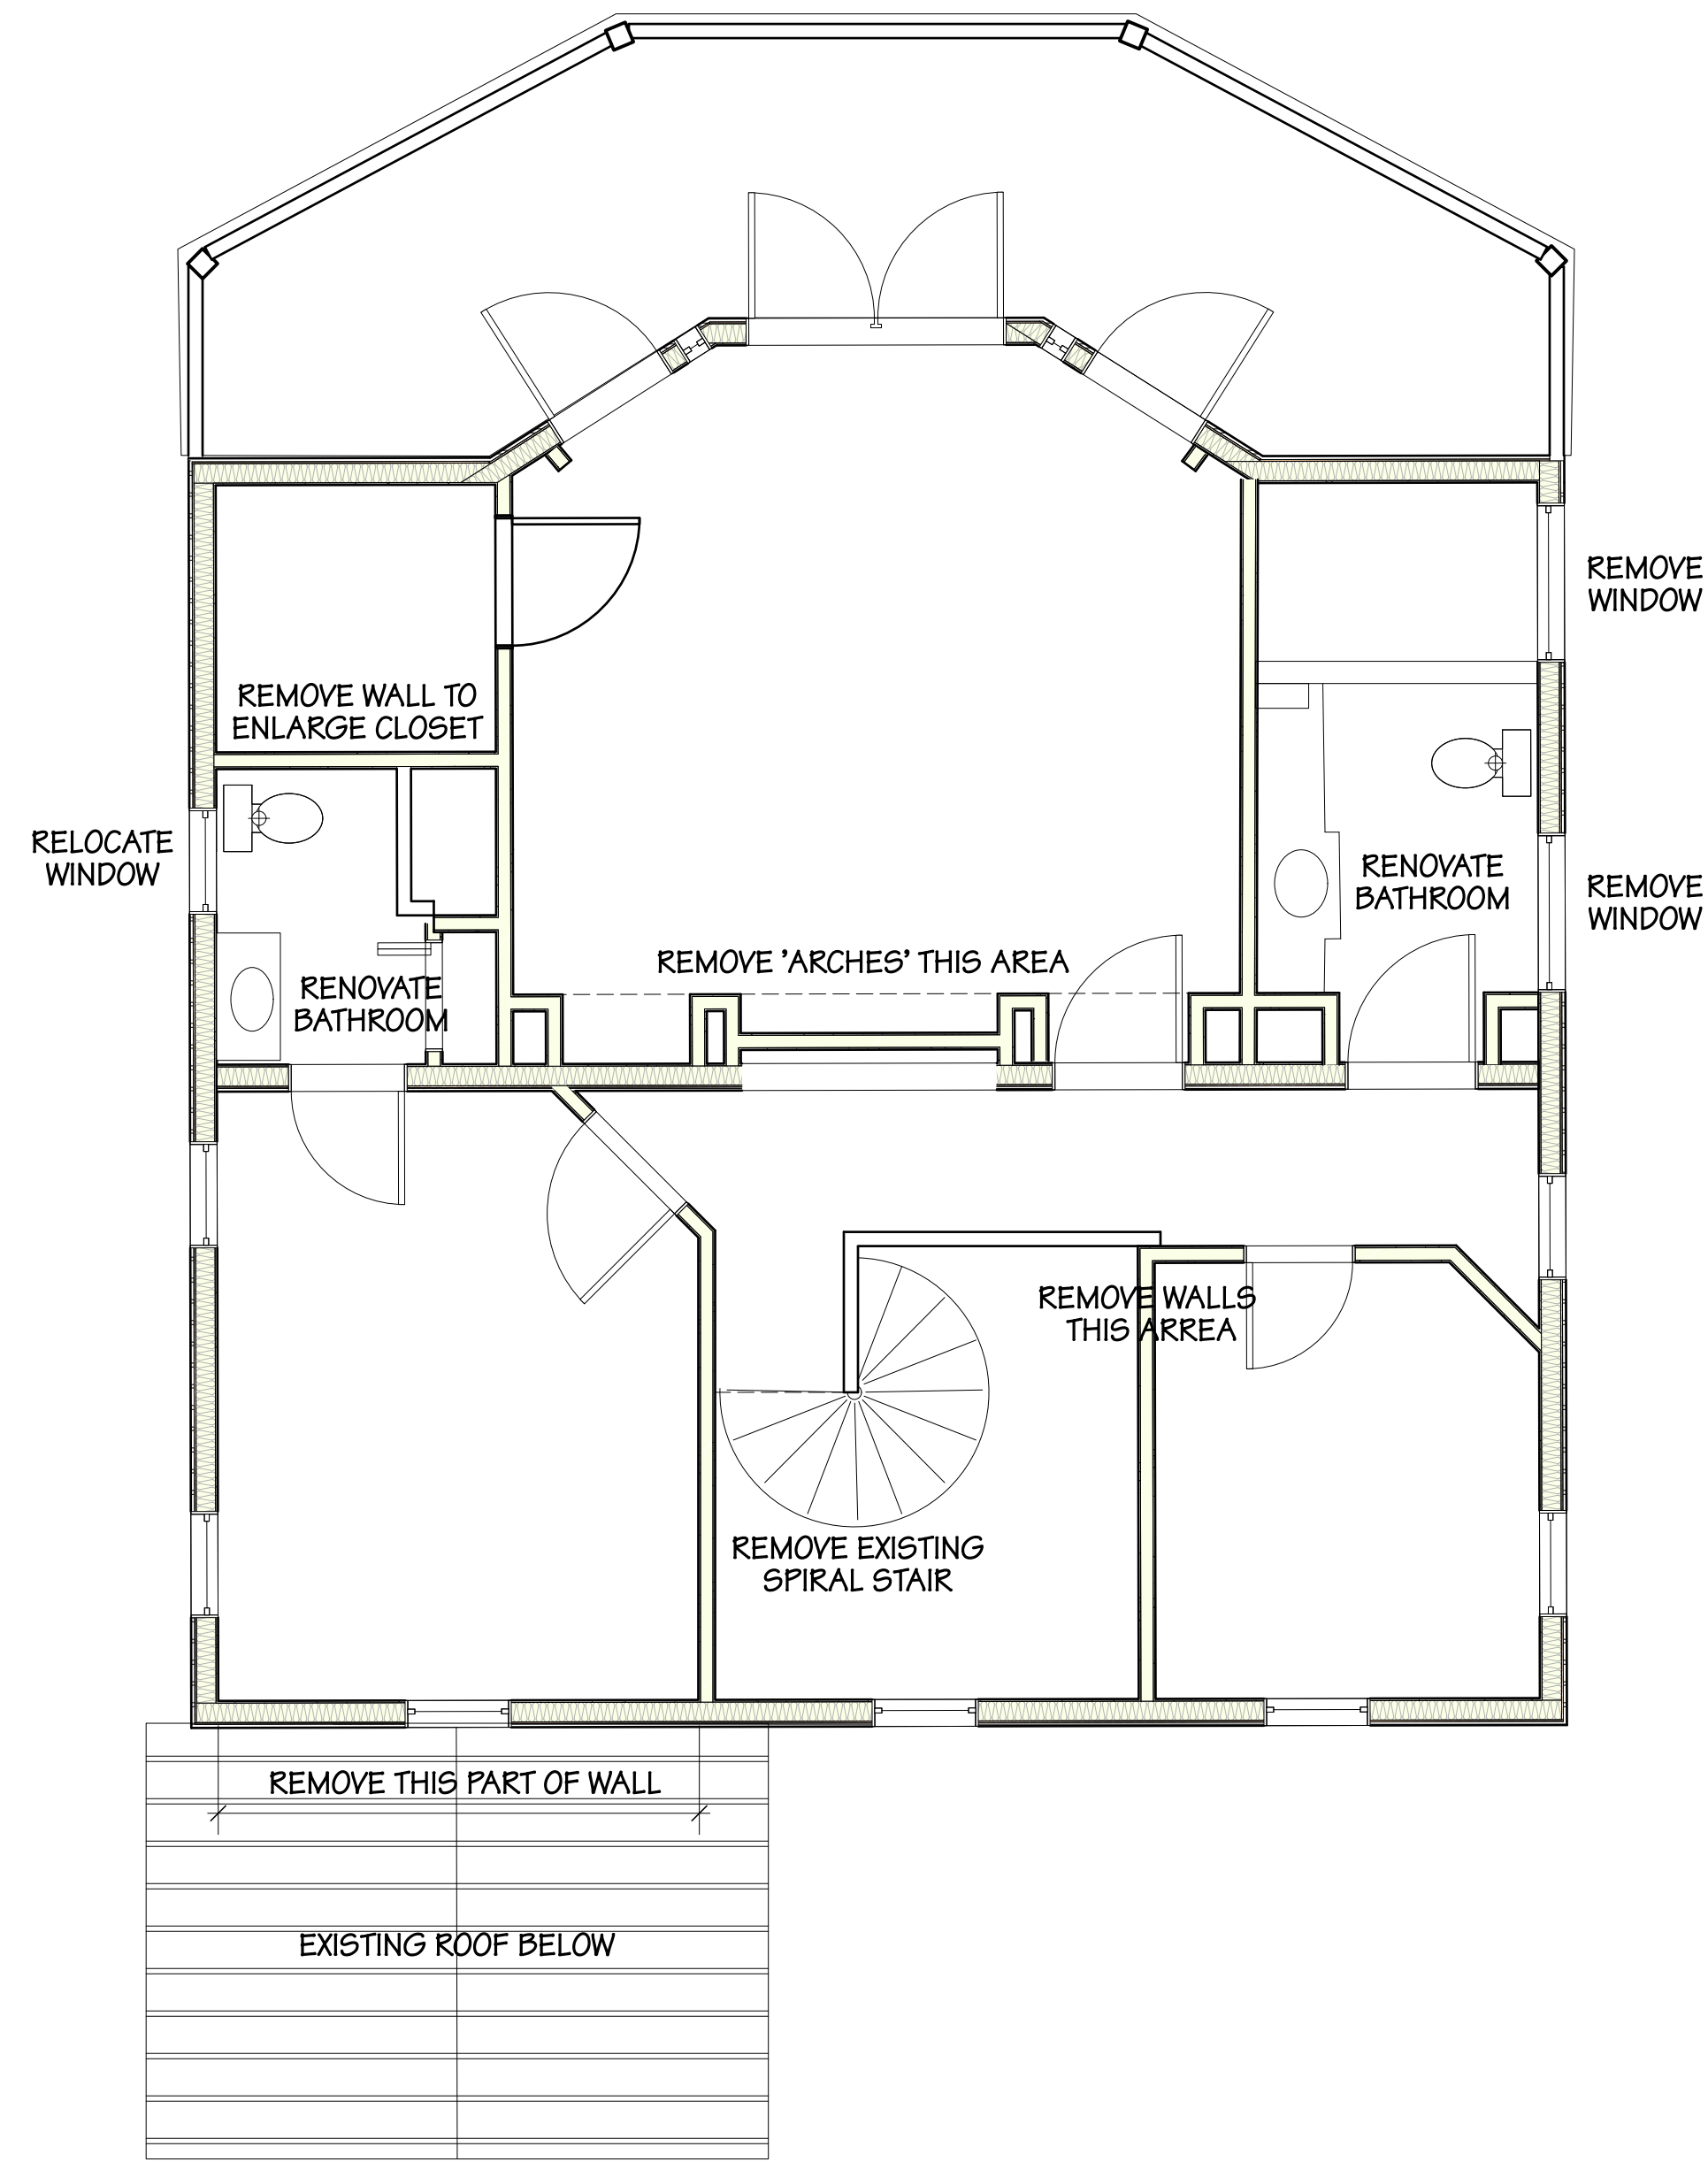 REMOVE
WINDOW
REMOVE WALL TO
ENLARGE CLOSET
RELOCATE
WINDOW
RENOVATE
BATHROOM
REMOVE
WINDOW
REMOVE 'ARCHES' THIS AREA
RENOVATE
BATHROOM
REMOVE WALLS
THIS ARREA
REMOVE EXISTING
SPIRAL STAIR
REMOVE THIS PART OF WALL
EXISTING ROOF BELOW